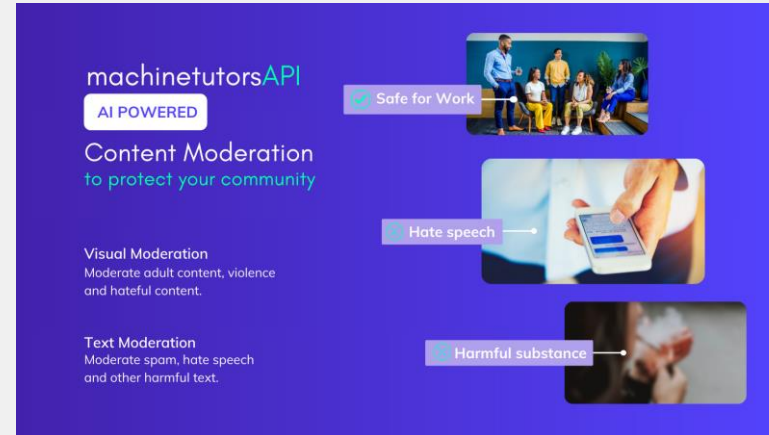 machinetutorsAPI
AI POWERED
Content Moderation
to protect your community
Visual Moderation
Moderate adult content, violence
and hateful content.
Text Moderation
Moderate spam, hate speech
and other harmful text.
Safe for Work
Hate speech
Harmful substance